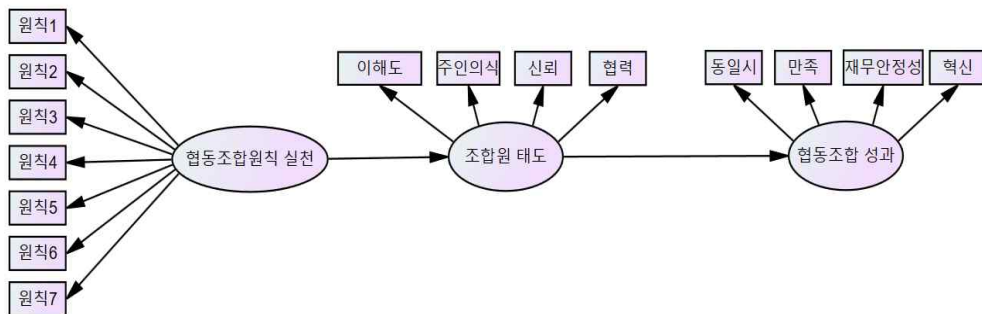 원칙1
원칙2
원칙3
원칙4
원칙5
원칙6
원칙7
협동조합원칙 실천
이해도
주인의식
신뢰
협력
조합원 태도
동일시
만족
재무안정성
혁신
협동조합 성과